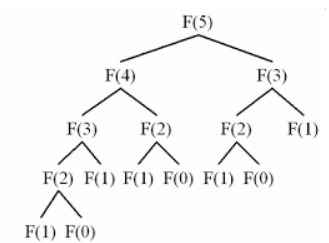 F(5)
F(4) F(3)
F(3) F(2) F(2) F(1)
F(2) F(1) F(1) F(0) F(1) F(0)
F(1) F(0)